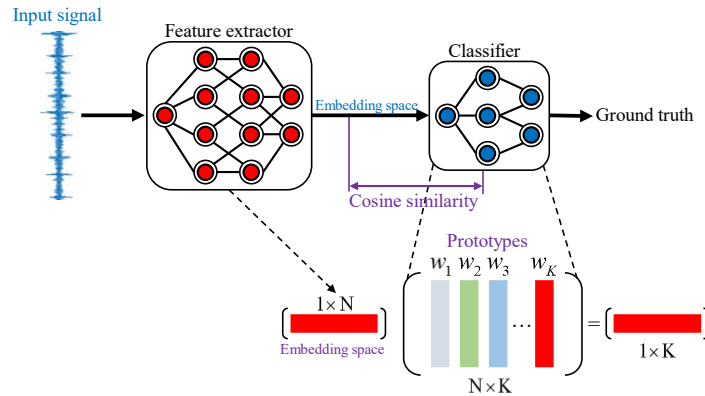 Input signal
Feature extractor
Classifier
Embedding space
Ground truth
Cosine similarity
Prototypes
w₁ w₂ w₃ w_K
1×N
...
=
Embedding space
1×K
N×K